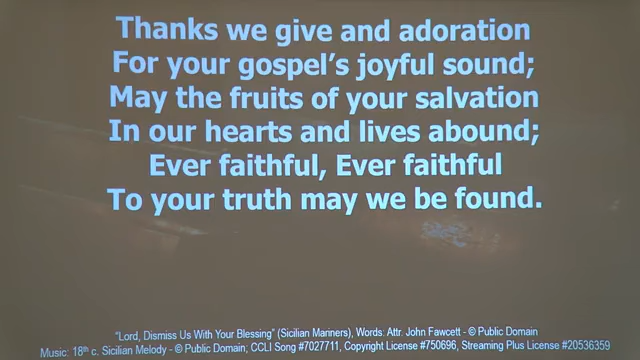 Thanks we give and adoration
For your gospel's joyful sound;
May the fruits of your salvation
In our hearts and lives abound;
Ever faithful, Ever faithful
To your truth may we be found.
"Lord, Dismiss Us With Your Blessing" (Sicilian Mariners), Words: Attr. John Fawcett - © Public Domain
Music: 18th c. Sicilian Melody - © Public Domain; CCLI Song #7027711, Copyright License #750696, Streaming Plus License #20536359